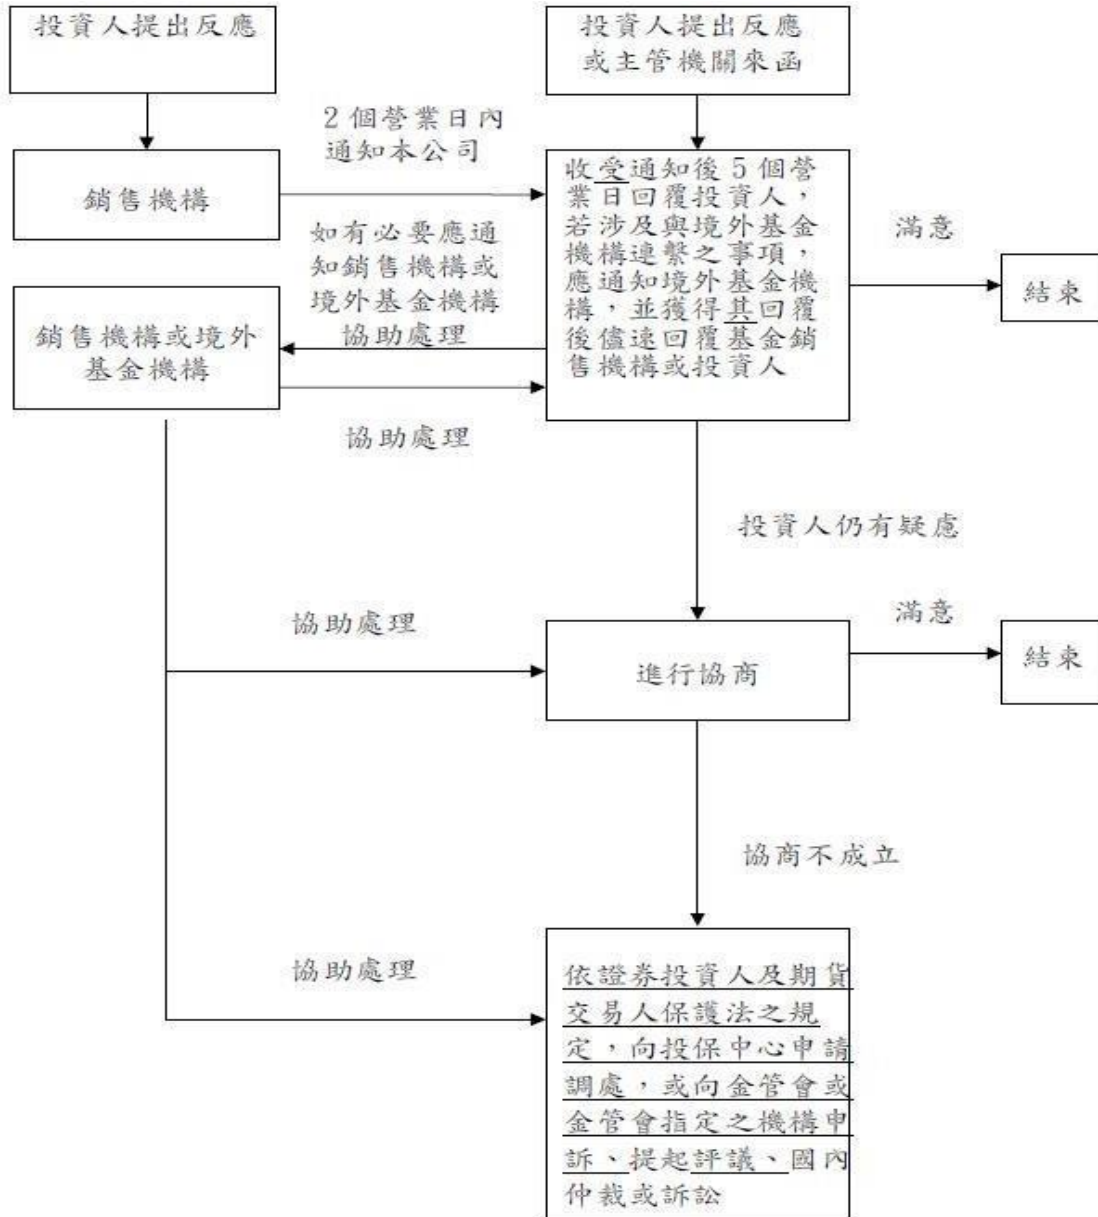 投資人提出反應
投資人提出反應
或主管機關來函
2 個營業日內
通知本公司
銷售機構
收受通知後 5 個營
業日回覆投資人，
若涉及與境外基金
機構連繫之事項，
應通知境外基金機
構，並獲得其回覆
後儘速回覆基金銷
售機構或投資人
滿意
結束
如有必要應通
知銷售機構或
境外基金機構
協助處理
銷售機構或境外
基金機構
協助處理
投資人仍有疑慮
協助處理
進行協商
滿意
結束
協商不成立
協助處理
依證券投資人及期貨
交易人保護法之規
定，向投保中心申請
調處，或向金管會或
金管會指定之機構申
訴、提起評議、國內
仲裁或訴訟